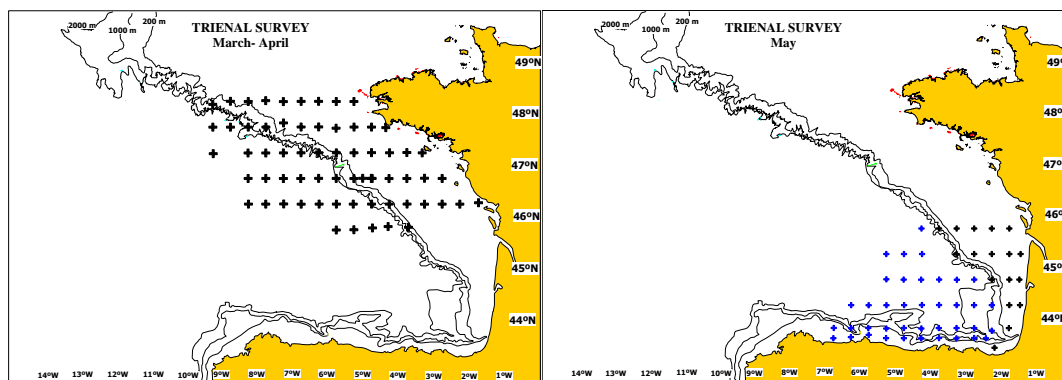 2000 m
200 m
1000 m
TRIENAL SURVEY
March- April
49ºN
48ºN
47ºN
46ºN
45ºN
44ºN
14ºW 13ºW 12ºW 11ºW 10ºW 9ºW 8ºW 7ºW 6ºW 5ºW 4ºW 3ºW 2ºW 1ºW
2000 m
200 m
1000 m
TRIENAL SURVEY
May
49ºN
48ºN
47ºN
46ºN
45ºN
44ºN
14ºW 13ºW 12ºW 11ºW 10ºW 9ºW 8ºW 7ºW 6ºW 5ºW 4ºW 3ºW 2ºW 1ºW